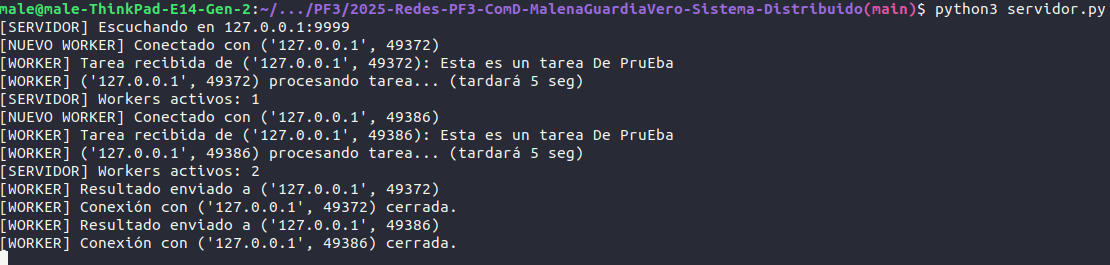 male@male-ThinkPad-E14-Gen-2:~/.../PF3/2025-Redes-PF3-ComD-MalenaGuardiaVero-Sistema-Distribuido(main)$ python3 servidor.py
[SERVIDOR] Escuchando en 127.0.0.1:9999
[NUEVO WORKER] Conectado con ('127.0.0.1', 49372)
[WORKER] Tarea recibida de ('127.0.0.1', 49372): Esta es un tarea De PruEba
[WORKER] ('127.0.0.1', 49372) procesando tarea... (tardará 5 seg)
[SERVIDOR] Workers activos: 1
[NUEVO WORKER] Conectado con ('127.0.0.1', 49386)
[WORKER] Tarea recibida de ('127.0.0.1', 49386): Esta es un tarea De PruEba
[WORKER] ('127.0.0.1', 49386) procesando tarea... (tardará 5 seg)
[SERVIDOR] Workers activos: 2
[WORKER] Resultado enviado a ('127.0.0.1', 49372)
[WORKER] Conexión con ('127.0.0.1', 49372) cerrada.
[WORKER] Resultado enviado a ('127.0.0.1', 49386)
[WORKER] Conexión con ('127.0.0.1', 49386) cerrada.